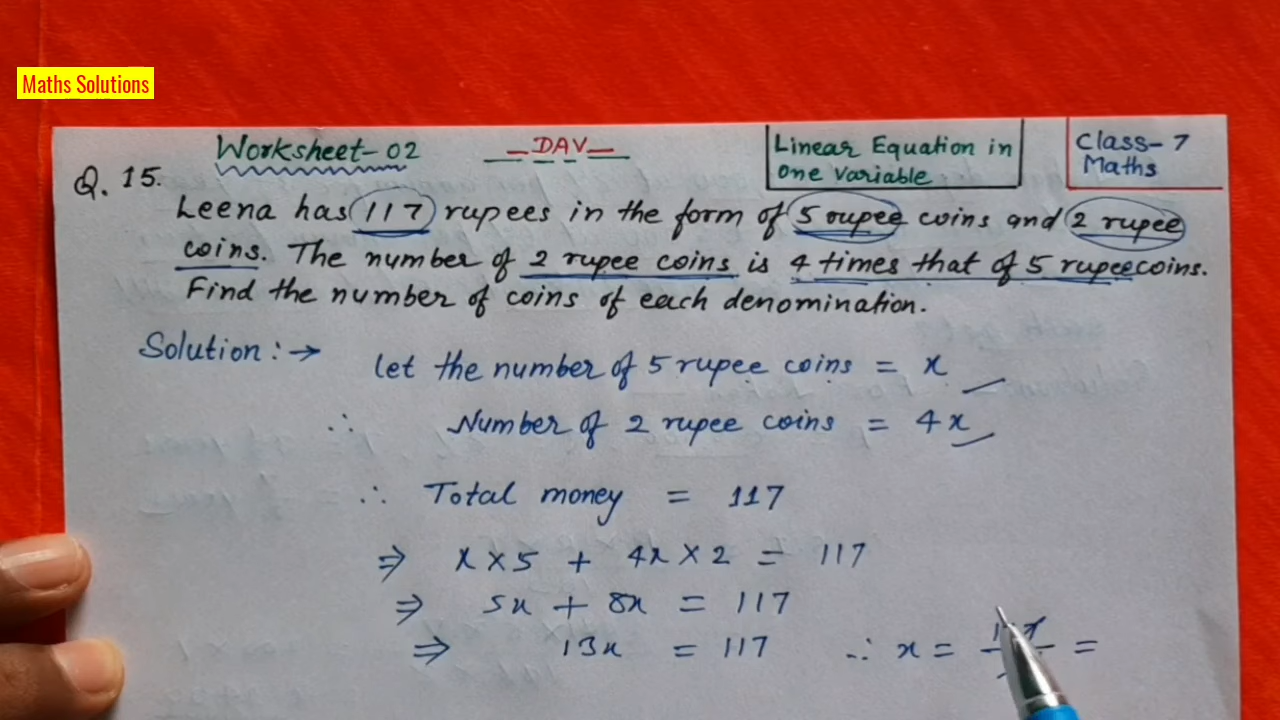 Maths Solutions
Worksheet-02 — DAV — Linear Equation in one Variable Class-7 Maths
Q. 15.
Leena has 117 rupees in the form of 5 rupee coins and 2 rupee
coins. The number of 2 rupee coins is 4 times that of 5 rupee coins.
Find the number of coins of each denomination.
Solution :→
let the number of 5 rupee coins = x
∴ Number of 2 rupee coins = 4x
∴ Total money = 117
⇒ x × 5 + 4x × 2 = 117
⇒ 5x + 8x = 117
⇒ 13x = 117 ∴ x = =